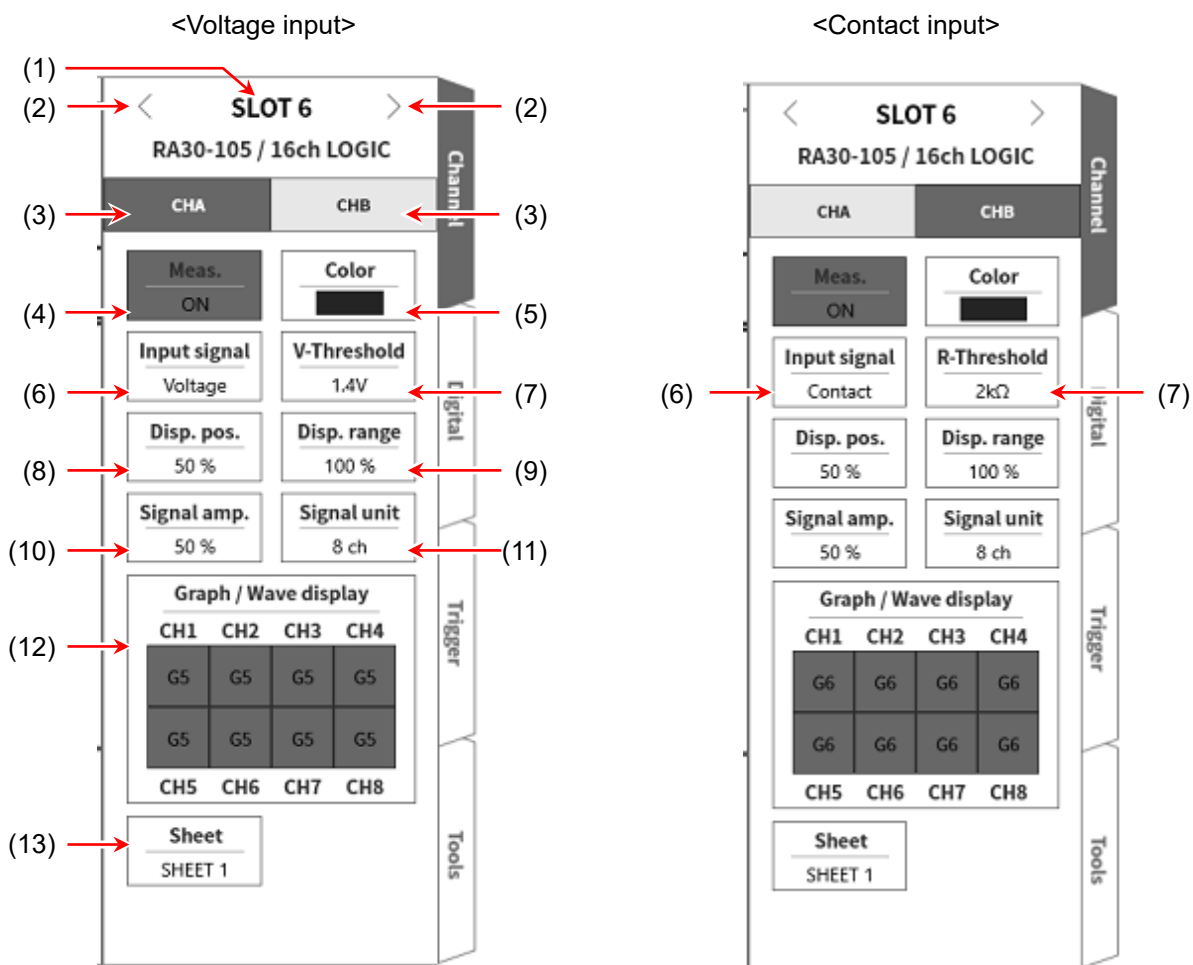 <Voltage input>
(1)
(2) < SLOT 6 > (2)
RA30-105 / 16ch LOGIC
(3) CHA CHB (3)
Meas. Color
(4) ON (5)
Input signal V-Threshold
(6) Voltage 1.4V (7)
Disp. pos. Disp. range
(8) 50 % 100 % (9)
Signal amp. Signal unit
(10) 50 % 8 ch (11)
Graph / Wave display
(12) CH1 CH2 CH3 CH4
G5 G5 G5 G5
G5 G5 G5 G5
CH5 CH6 CH7 CH8
(13) Sheet
SHEET 1
Channel
Digital
Trigger
Tools
<Contact input>
< SLOT 6 >
RA30-105 / 16ch LOGIC
CHA CHB
Meas. Color
ON
Input signal R-Threshold
(6) Contact 2kΩ (7)
Disp. pos. Disp. range
50 % 100 %
Signal amp. Signal unit
50 % 8 ch
Graph / Wave display
CH1 CH2 CH3 CH4
G6 G6 G6 G6
G6 G6 G6 G6
CH5 CH6 CH7 CH8
Sheet
SHEET 1
Channel
Digital
Trigger
Tools